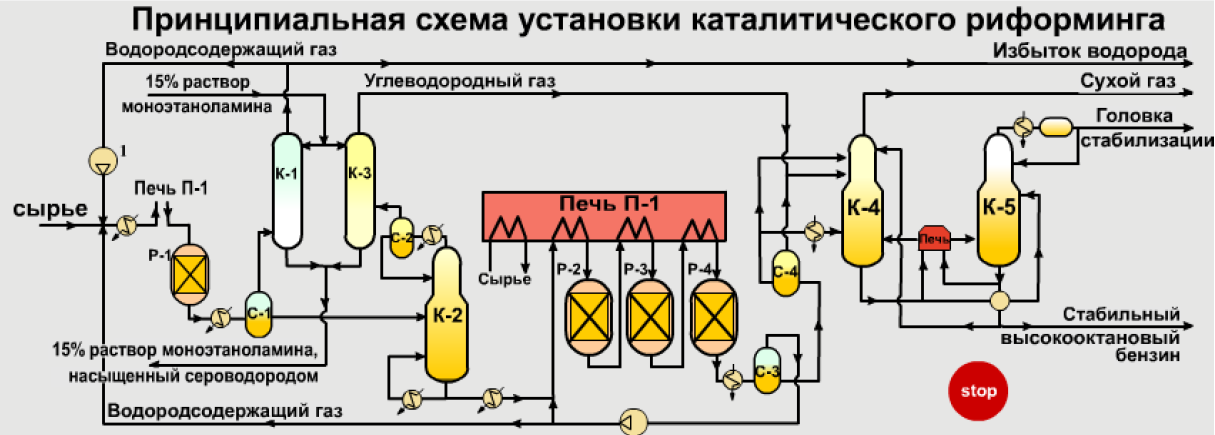 Принципиальная схема установки каталитического риформинга
Водородсодержащий газ
Избыток водорода
15% раствор
моноэтаноламина
Углеводородный газ
Сухой газ
Головка
стабилизации
1
Печь П-1
К-1
К-3
сырье
Р-1
С-2
С-1
К-2
Печь П-1
Сырье
Р-2
Р-3
Р-4
С-4
С-3
К-4
Печь
К-5
15% раствор моноэтаноламина,
насыщенный сероводородом
Стабильный
высокооктановый
бензин
Водородсодержащий газ
stop